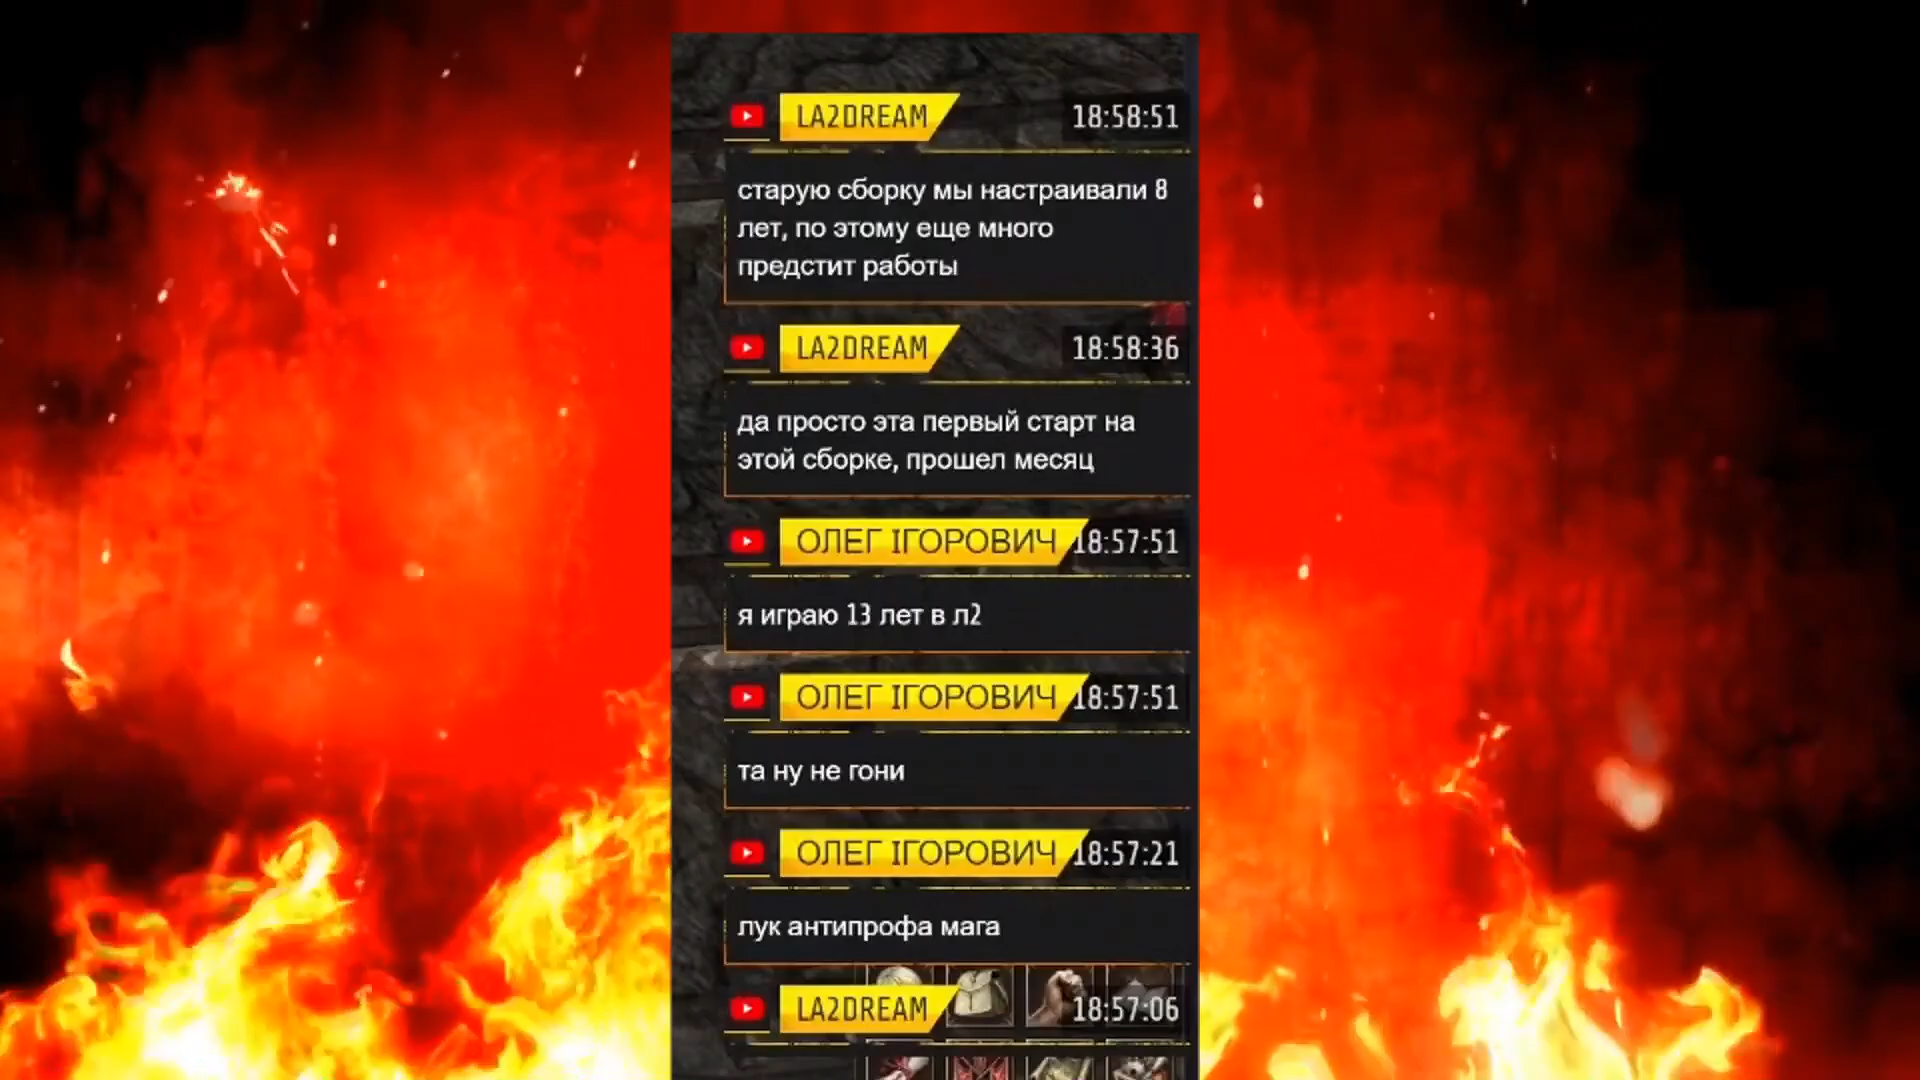 LA2DREAM 18:58:51
старую сборку мы настраивали 8
лет, по этому еще много
предстит работы
LA2DREAM 18:58:36
да просто эта первый старт на
этой сборке, прошел месяц
ОЛЕГ ІГОРОВИЧ 18:57:51
я играю 13 лет в л2
ОЛЕГ ІГОРОВИЧ 18:57:51
та ну не гони
ОЛЕГ ІГОРОВИЧ 18:57:21
лук антипрофа мага
LA2DREAM 18:57:06